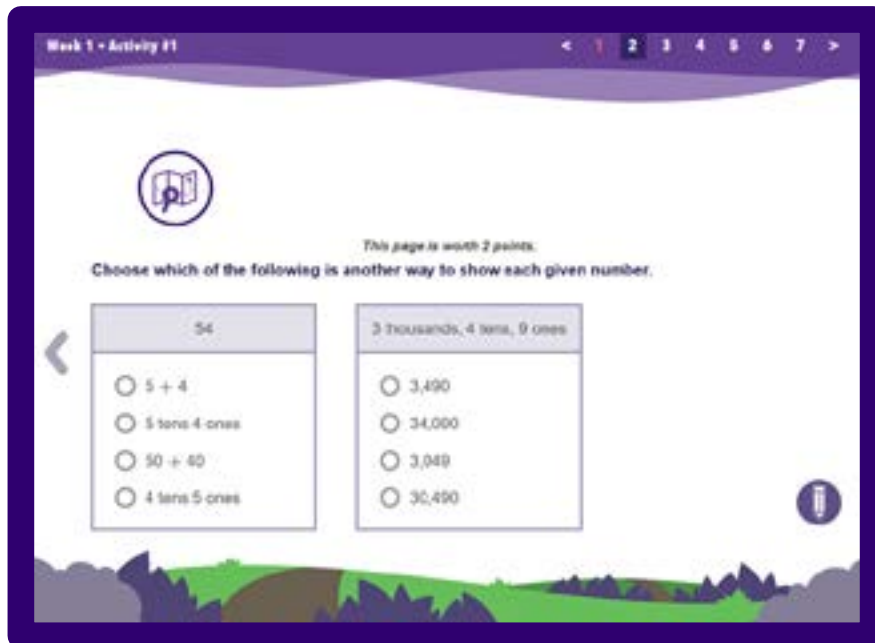 Week 1 • Activity #1
< 1 2 3 4 5 6 7 >
This page is worth 2 points.
Choose which of the following is another way to show each given number.
54
5 + 4
5 tens 4 ones
50 + 40
4 tens 5 ones
3 thousands, 4 tens, 9 ones
3,490
34,000
3,049
30,490